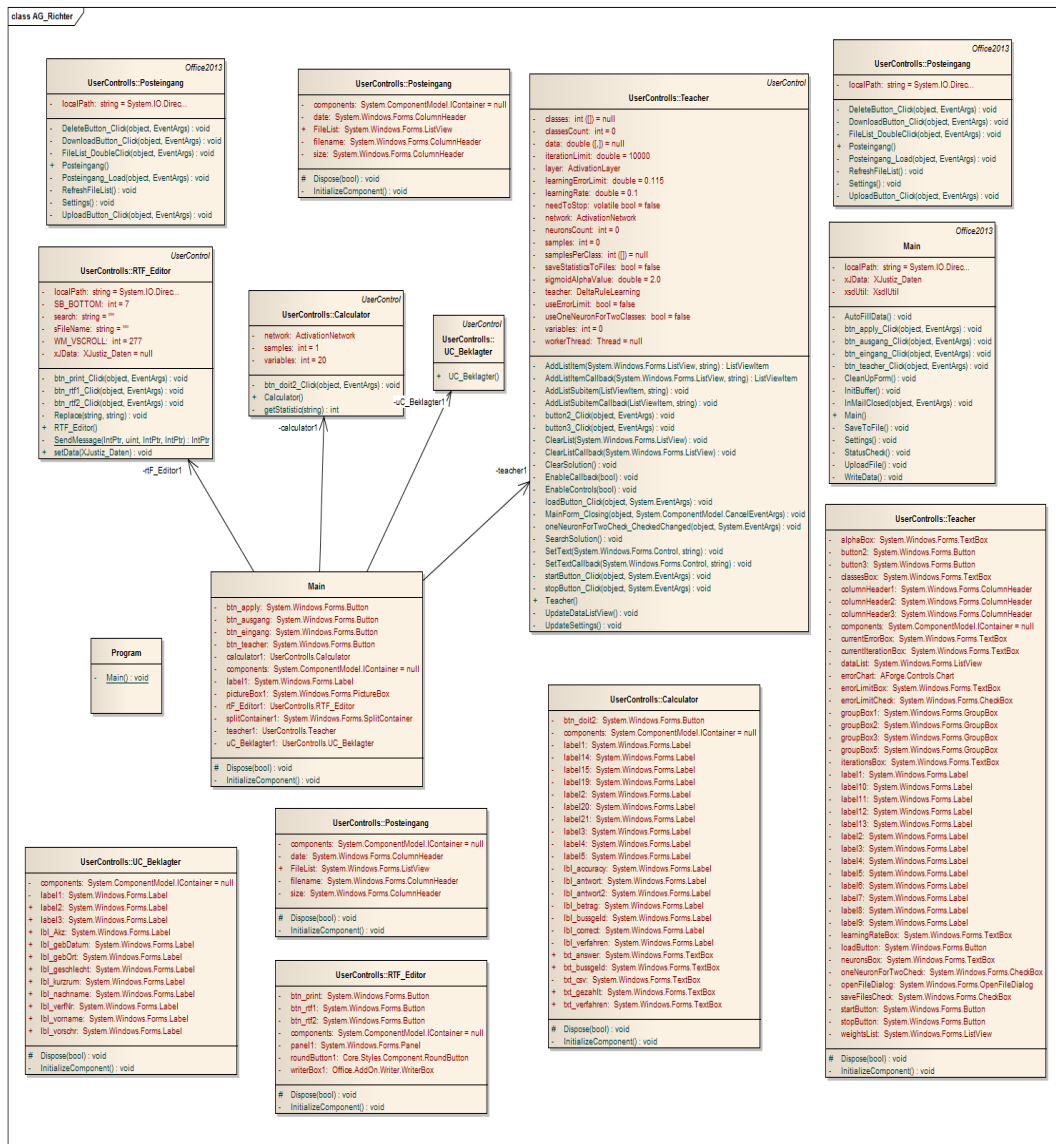 class AG_Richter
Office2013
UserControlls::Posteingang
- localPath: string = System.IO.Direc...
- DeleteButton_Click(object, EventArgs) : void
- DownloadButton_Click(object, EventArgs) : void
- FileList_DoubleClick(object, EventArgs) : void
+ Posteingang()
- Posteingang_Load(object, EventArgs) : void
- RefreshFileList() : void
- Settings() : void
- UploadButton_Click(object, EventArgs) : void
UserControlls::Posteingang
- components: System.ComponentModel.IContainer = null
- date: System.Windows.Forms.ColumnHeader
+ FileList: System.Windows.Forms.ListView
- filename: System.Windows.Forms.ColumnHeader
- size: System.Windows.Forms.ColumnHeader
# Dispose(bool) : void
- InitializeComponent() : void
UserControl
UserControlls::Teacher
- classes: int ([]) = null
- classesCount: int = 0
- data: double ([,]) = null
- iterationLimit: double = 10000
- layer: ActivationLayer
- learningErrorLimit: double = 0.115
- learningRate: double = 0.1
- needToStop: volatile bool = false
- network: ActivationNetwork
- neuronsCount: int = 0
- samples: int = 0
- samplesPerClass: int ([]) = null
- saveStatisticsToFiles: bool = false
- sigmoidAlphaValue: double = 2.0
- teacher: DeltaRuleLearning
- useErrorLimit: bool = false
- useOneNeuronForTwoClasses: bool = false
- variables: int = 0
- workerThread: Thread = null
- AddListItem(System.Windows.Forms.ListView, string) : ListViewItem
- AddListItemCallback(System.Windows.Forms.ListView, string) : ListViewItem
- AddListSubitem(ListViewItem, string) : void
- AddListSubitemCallback(ListViewItem, string) : void
- button2_Click(object, EventArgs) : void
- button3_Click(object, EventArgs) : void
- ClearList(System.Windows.Forms.ListView) : void
- ClearListCallback(System.Windows.Forms.ListView) : void
- ClearSolution() : void
- EnableCallback(bool) : void
- EnableControls(bool) : void
- loadButton_Click(object, System.EventArgs) : void
- MainForm_Closing(object, System.ComponentModel.CancelEventArgs) : void
- oneNeuronForTwoCheck_CheckedChanged(object, System.EventArgs) : void
- SearchSolution() : void
- SetText(System.Windows.Forms.Control, string) : void
- SetTextCallback(System.Windows.Forms.Control, string) : void
- startButton_Click(object, System.EventArgs) : void
- stopButton_Click(object, System.EventArgs) : void
+ Teacher()
- UpdateDataListView() : void
- UpdateSettings() : void
Office2013
UserControlls::Posteingang
- localPath: string = System.IO.Direc...
- DeleteButton_Click(object, EventArgs) : void
- DownloadButton_Click(object, EventArgs) : void
- FileList_DoubleClick(object, EventArgs) : void
+ Posteingang()
- Posteingang_Load(object, EventArgs) : void
- RefreshFileList() : void
- Settings() : void
- UploadButton_Click(object, EventArgs) : void
UserControl
UserControlls::RTF_Editor
- localPath: string = System.IO.Direc...
- SB_BOTTOM: int = 7
- search: string = ""
- sFileName: string = ""
- WM_VSCROLL: int = 277
- xJData: XJustiz_Daten = null
- btn_print_Click(object, EventArgs) : void
- btn_rtf1_Click(object, EventArgs) : void
- btn_rtf2_Click(object, EventArgs) : void
- Replace(string, string) : void
+ RTF_Editor()
- SendMessage(IntPtr, uint, IntPtr, IntPtr) : IntPtr
+ setData(XJustiz_Daten) : void
UserControl
UserControlls::Calculator
- network: ActivationNetwork
- samples: int = 1
- variables: int = 20
- btn_doit2_Click(object, EventArgs) : void
+ Calculator()
- getStatistic(string) : int
UserControl
UserControlls::
UC_Beklagter
+ UC_Beklagter()
Office2013
Main
- localPath: string = System.IO.Direc...
- xJData: XJustiz_Daten
- xsdUtil: XsdlUtil
- AutoFillData() : void
- btn_apply_Click(object, EventArgs) : void
- btn_ausgang_Click(object, EventArgs) : void
- btn_eingang_Click(object, EventArgs) : void
- btn_teacher_Click(object, EventArgs) : void
- CleanUpForm() : void
- InitBuffer() : void
- InMailClosed(object, EventArgs) : void
+ Main()
- SaveToFile() : void
- Settings() : void
- StatusCheck() : void
- UploadFile() : void
- WriteData() : void
-rtF_Editor1
-calculator1
-uC_Beklagter1
-teacher1
Main
- btn_apply: System.Windows.Forms.Button
- btn_ausgang: System.Windows.Forms.Button
- btn_eingang: System.Windows.Forms.Button
- btn_teacher: System.Windows.Forms.Button
- calculator1: UserControlls.Calculator
- components: System.ComponentModel.IContainer = null
- label1: System.Windows.Forms.Label
- pictureBox1: System.Windows.Forms.PictureBox
- rtF_Editor1: UserControlls.RTF_Editor
- splitContainer1: System.Windows.Forms.SplitContainer
- teacher1: UserControlls.Teacher
- uC_Beklagter1: UserControlls.UC_Beklagter
# Dispose(bool) : void
- InitializeComponent() : void
Program
- Main() : void
UserControlls::UC_Beklagter
- components: System.ComponentModel.IContainer = null
- label1: System.Windows.Forms.Label
+ label2: System.Windows.Forms.Label
+ label3: System.Windows.Forms.Label
+ lbl_Akz: System.Windows.Forms.Label
+ lbl_gebDatum: System.Windows.Forms.Label
+ lbl_gebOrt: System.Windows.Forms.Label
+ lbl_geschlecht: System.Windows.Forms.Label
+ lbl_kurzrum: System.Windows.Forms.Label
+ lbl_nachname: System.Windows.Forms.Label
+ lbl_verfNr: System.Windows.Forms.Label
+ lbl_vorname: System.Windows.Forms.Label
+ lbl_vorschr: System.Windows.Forms.Label
# Dispose(bool) : void
- InitializeComponent() : void
UserControlls::Posteingang
- components: System.ComponentModel.IContainer = null
- date: System.Windows.Forms.ColumnHeader
+ FileList: System.Windows.Forms.ListView
- filename: System.Windows.Forms.ColumnHeader
- size: System.Windows.Forms.ColumnHeader
# Dispose(bool) : void
- InitializeComponent() : void
UserControlls::RTF_Editor
- btn_print: System.Windows.Forms.Button
- btn_rtf1: System.Windows.Forms.Button
- btn_rtf2: System.Windows.Forms.Button
- components: System.ComponentModel.IContainer = null
- panel1: System.Windows.Forms.Panel
- roundButton1: Core.Styles.Component.RoundButton
- writerBox1: Office.AddOn.Writer.WriterBox
# Dispose(bool) : void
- InitializeComponent() : void
UserControlls::Calculator
- btn_doit2: System.Windows.Forms.Button
- components: System.ComponentModel.IContainer = null
- label1: System.Windows.Forms.Label
- label14: System.Windows.Forms.Label
- label15: System.Windows.Forms.Label
- label19: System.Windows.Forms.Label
- label2: System.Windows.Forms.Label
- label20: System.Windows.Forms.Label
- label21: System.Windows.Forms.Label
- label3: System.Windows.Forms.Label
- label4: System.Windows.Forms.Label
- label5: System.Windows.Forms.Label
- lbl_accuracy: System.Windows.Forms.Label
- lbl_antwort: System.Windows.Forms.Label
- lbl_antwort2: System.Windows.Forms.Label
- lbl_betrag: System.Windows.Forms.Label
- lbl_bussgeld: System.Windows.Forms.Label
- lbl_correct: System.Windows.Forms.Label
- lbl_verfahren: System.Windows.Forms.Label
+ txt_answer: System.Windows.Forms.TextBox
+ txt_bussgeld: System.Windows.Forms.TextBox
- txt_csv: System.Windows.Forms.TextBox
+ txt_gezahlt: System.Windows.Forms.TextBox
+ txt_verfahren: System.Windows.Forms.TextBox
# Dispose(bool) : void
- InitializeComponent() : void
UserControlls::Teacher
- alphaBox: System.Windows.Forms.TextBox
- button2: System.Windows.Forms.Button
- button3: System.Windows.Forms.Button
- classesBox: System.Windows.Forms.TextBox
- columnHeader1: System.Windows.Forms.ColumnHeader
- columnHeader2: System.Windows.Forms.ColumnHeader
- columnHeader3: System.Windows.Forms.ColumnHeader
- components: System.ComponentModel.IContainer = null
- currentErrorBox: System.Windows.Forms.TextBox
- currentIterationBox: System.Windows.Forms.TextBox
- dataList: System.Windows.Forms.ListView
- errorChart: AForge.Controls.Chart
- errorLimitBox: System.Windows.Forms.TextBox
- errorLimitCheck: System.Windows.Forms.CheckBox
- groupBox1: System.Windows.Forms.GroupBox
- groupBox2: System.Windows.Forms.GroupBox
- groupBox3: System.Windows.Forms.GroupBox
- groupBox5: System.Windows.Forms.GroupBox
- iterationsBox: System.Windows.Forms.TextBox
- label1: System.Windows.Forms.Label
- label10: System.Windows.Forms.Label
- label11: System.Windows.Forms.Label
- label12: System.Windows.Forms.Label
- label13: System.Windows.Forms.Label
- label2: System.Windows.Forms.Label
- label3: System.Windows.Forms.Label
- label4: System.Windows.Forms.Label
- label5: System.Windows.Forms.Label
- label6: System.Windows.Forms.Label
- label7: System.Windows.Forms.Label
- label8: System.Windows.Forms.Label
- label9: System.Windows.Forms.Label
- learningRateBox: System.Windows.Forms.TextBox
- loadButton: System.Windows.Forms.Button
- neuronsBox: System.Windows.Forms.TextBox
- oneNeuronForTwoCheck: System.Windows.Forms.CheckBox
- openFileDialog: System.Windows.Forms.OpenFileDialog
- saveFilesCheck: System.Windows.Forms.CheckBox
- startButton: System.Windows.Forms.Button
- stopButton: System.Windows.Forms.Button
- weightsList: System.Windows.Forms.ListView
# Dispose(bool) : void
- InitializeComponent() : void